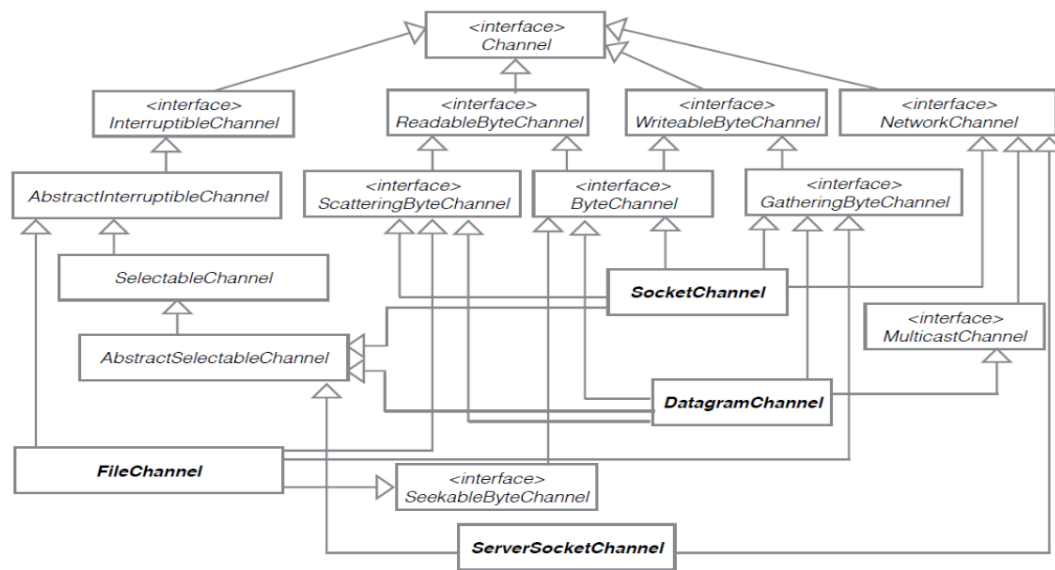 <interface>
Channel
<interface>
InterruptibleChannel
<interface>
ReadableByteChannel
<interface>
WriteableByteChannel
<interface>
NetworkChannel
AbstractInterruptibleChannel
<interface>
ScatteringByteChannel
<interface>
ByteChannel
<interface>
GatheringByteChannel
SelectableChannel
SocketChannel
<interface>
MulticastChannel
AbstractSelectableChannel
DatagramChannel
FileChannel
<interface>
SeekableByteChannel
ServerSocketChannel